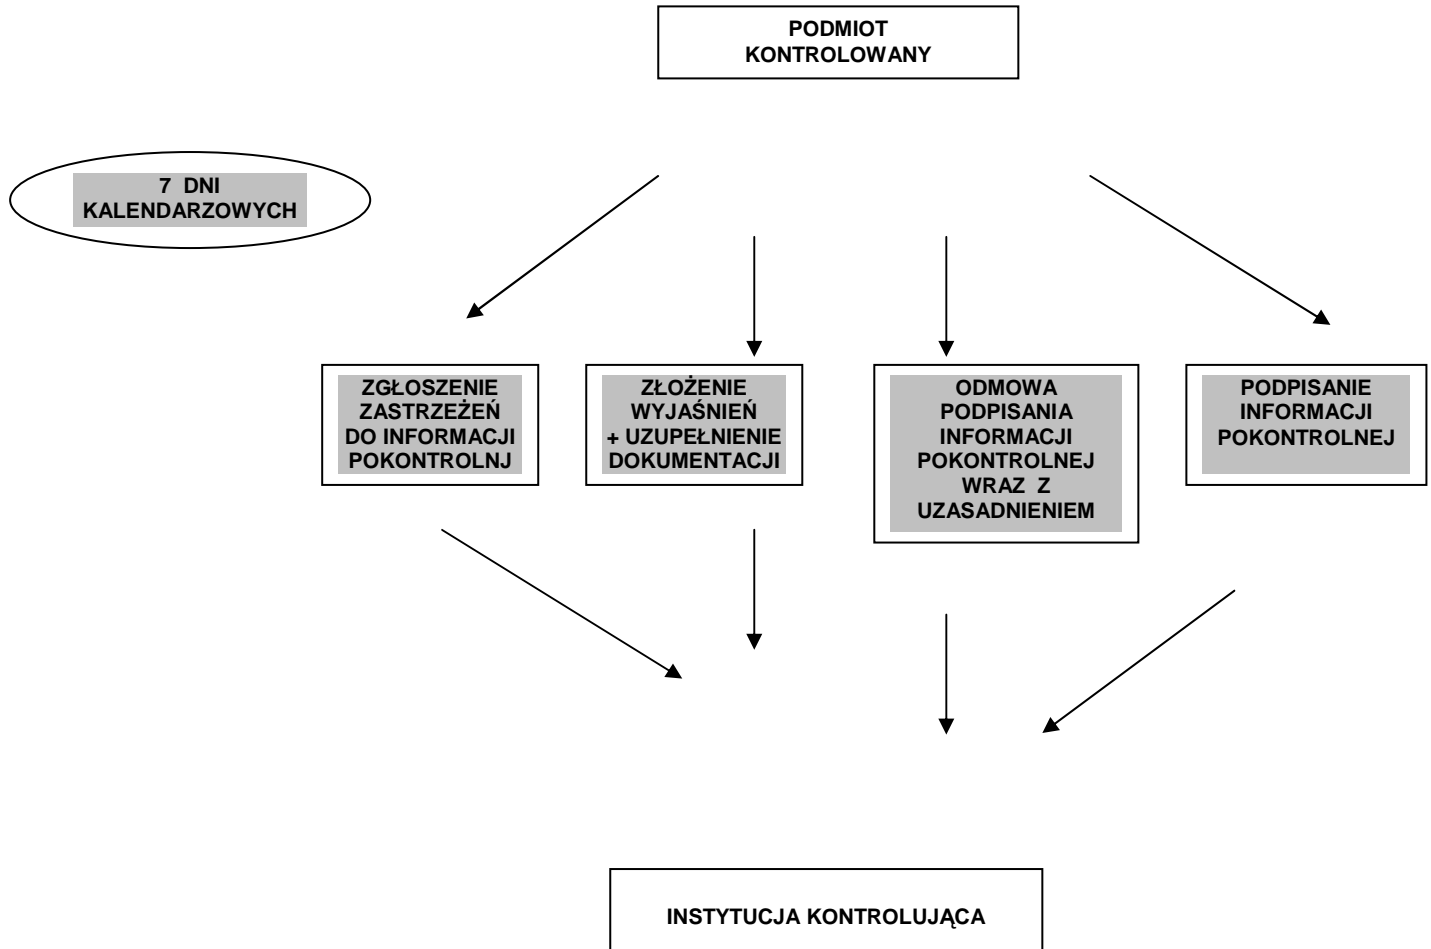 PODMIOT
KONTROLOWANY
7 DNI
KALENDARZOWYCH
ZGŁOSZENIE
ZASTRZEŻEŃ
DO INFORMACJI
POKONTROLNJ
ZŁOŻENIE
WYJAŚNIEŃ
+ UZUPEŁNIENIE
DOKUMENTACJI
ODMOWA
PODPISANIA
INFORMACJI
POKONTROLNEJ
WRAZ Z
UZASADNIENIEM
PODPISANIE
INFORMACJI
POKONTROLNEJ
INSTYTUCJA KONTROLUJĄCA